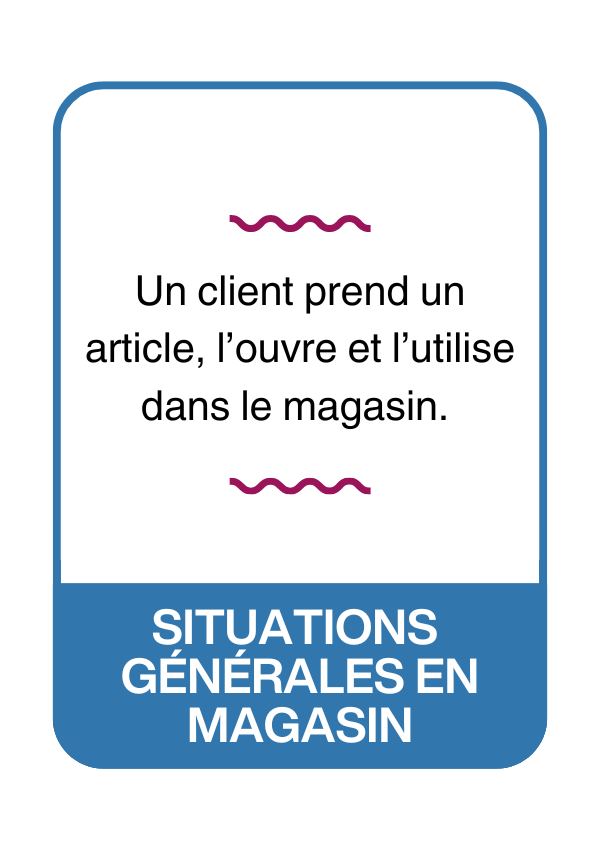 Un client prend un
article, l’ouvre et l’utilise
dans le magasin.
SITUATIONS
GÉNÉRALES EN
MAGASIN